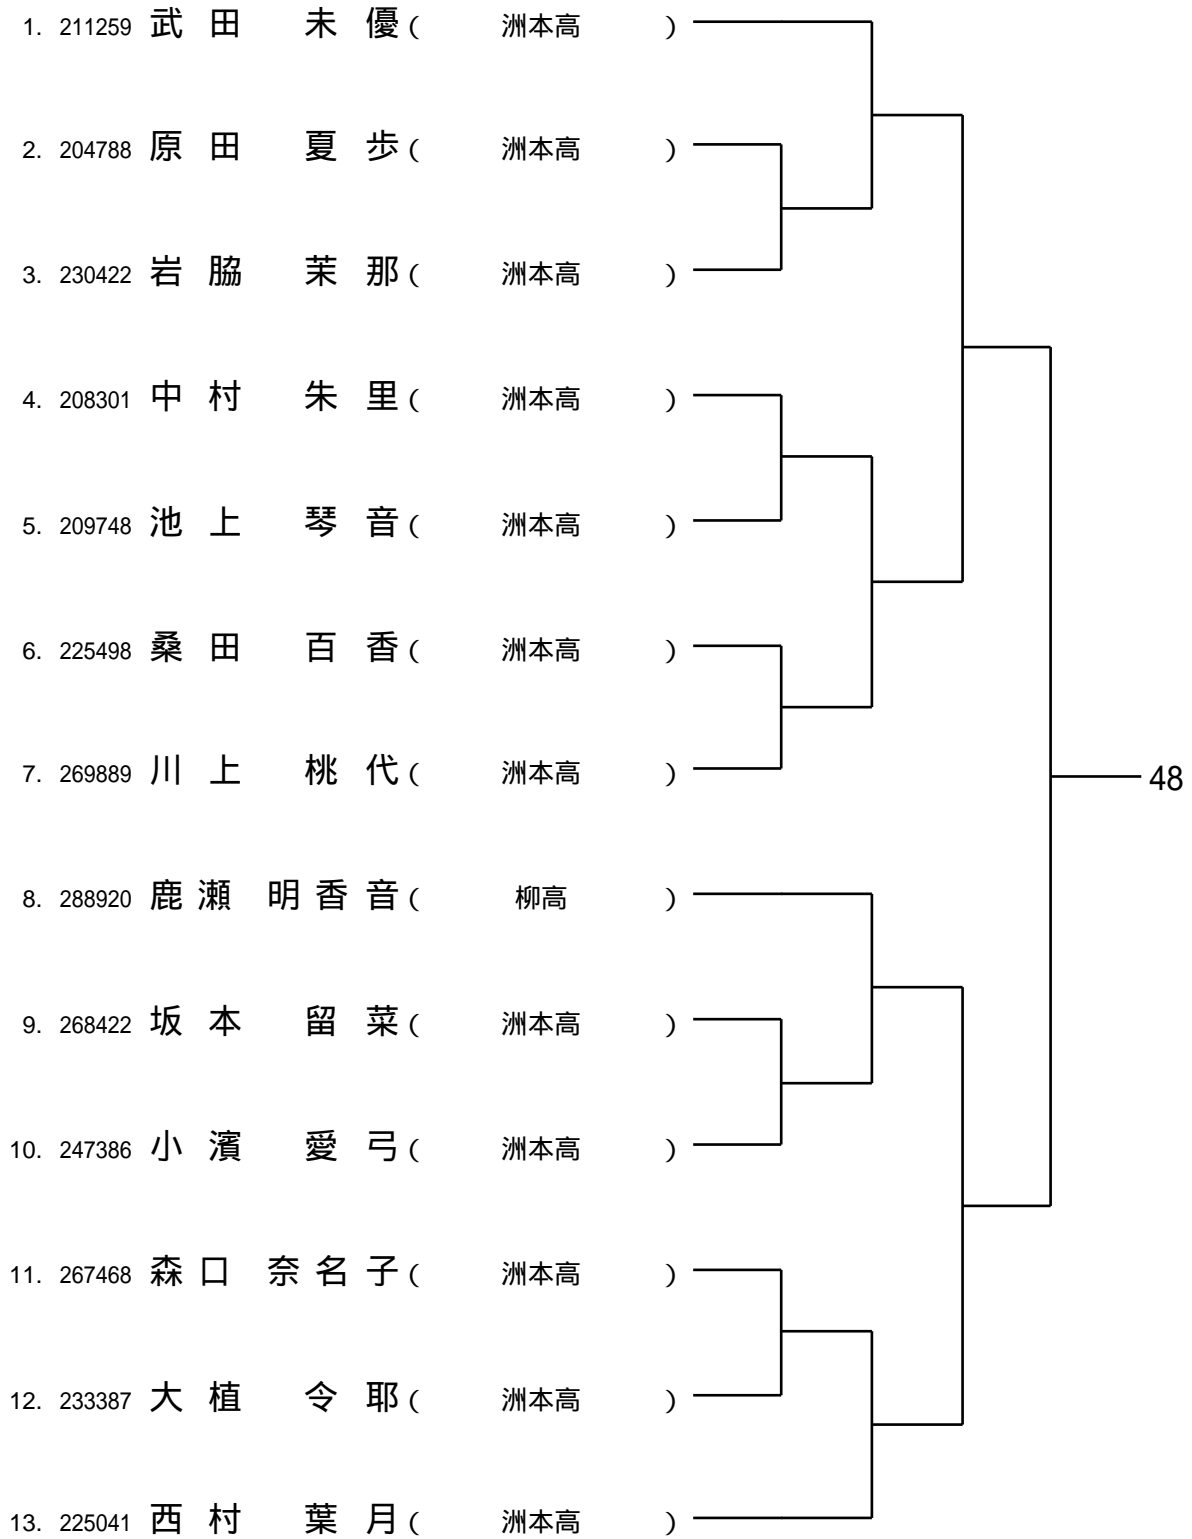 1. 211259 武田 未優 ( 洲本高 )
2. 204788 原田 夏歩 ( 洲本高 )
3. 230422 岩脇 茉那 ( 洲本高 )
4. 208301 中村 朱里 ( 洲本高 )
5. 209748 池上 琴音 ( 洲本高 )
6. 225498 桑田 百香 ( 洲本高 )
7. 269889 川上 桃代 ( 洲本高 )
48
8. 288920 鹿瀬 明香音 ( 柳高 )
9. 268422 坂本 留菜 ( 洲本高 )
10. 247386 小濱 愛弓 ( 洲本高 )
11. 267468 森口 奈名子 ( 洲本高 )
12. 233387 大植 令耶 ( 洲本高 )
13. 225041 西村 葉月 ( 洲本高 )